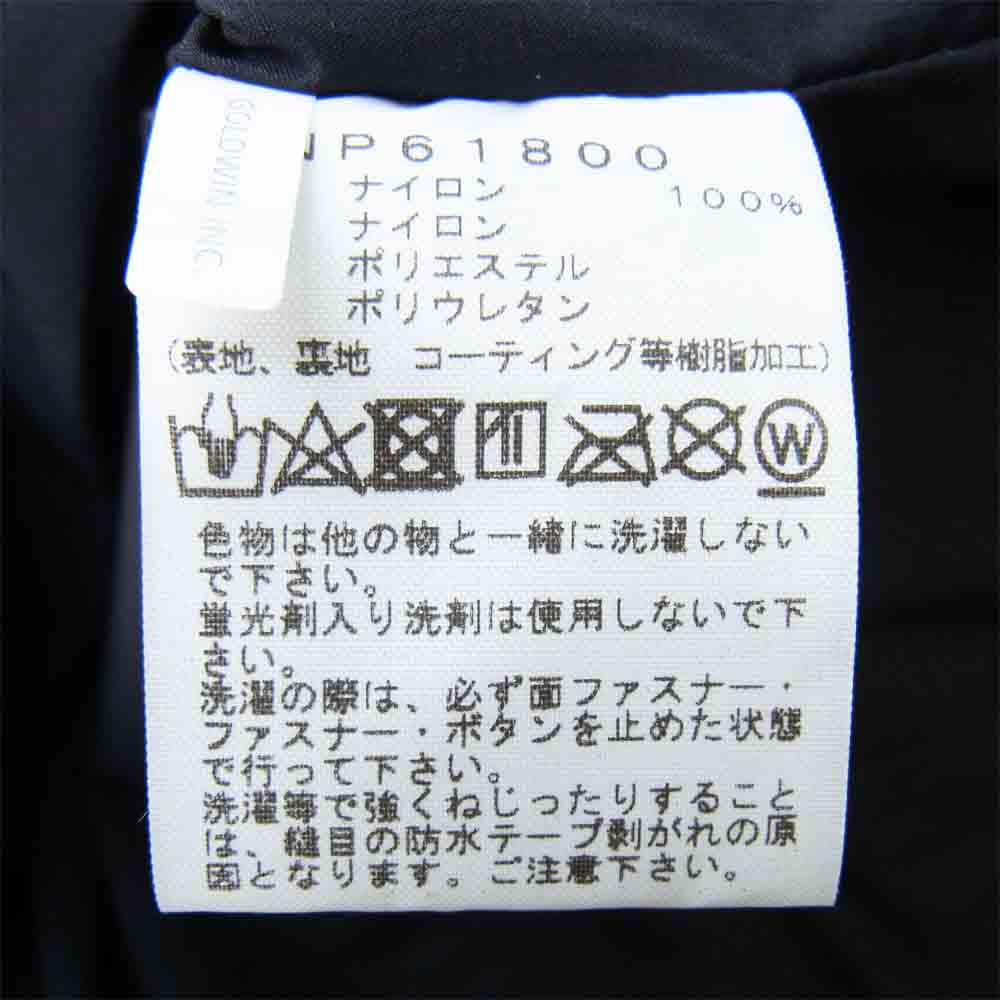 GOLDWIN INC
NP61800
ナイロン 100%
ナイロン
ポリエステル
ポリウレタン
(表地、裏地 コーティング等樹脂加工)
W
色物は他の物と一緒に洗濯しない
で下さい。
蛍光剤入り洗剤は使用しないで下
さい。
洗濯の際は、必ず面ファスナー・
ファスナー・ボタンを止めた状態
で行って下さい。
洗濯等で強くねじったりすること
は、縫目の防水テープ剥がれの原
因となります。ご注意下さい。